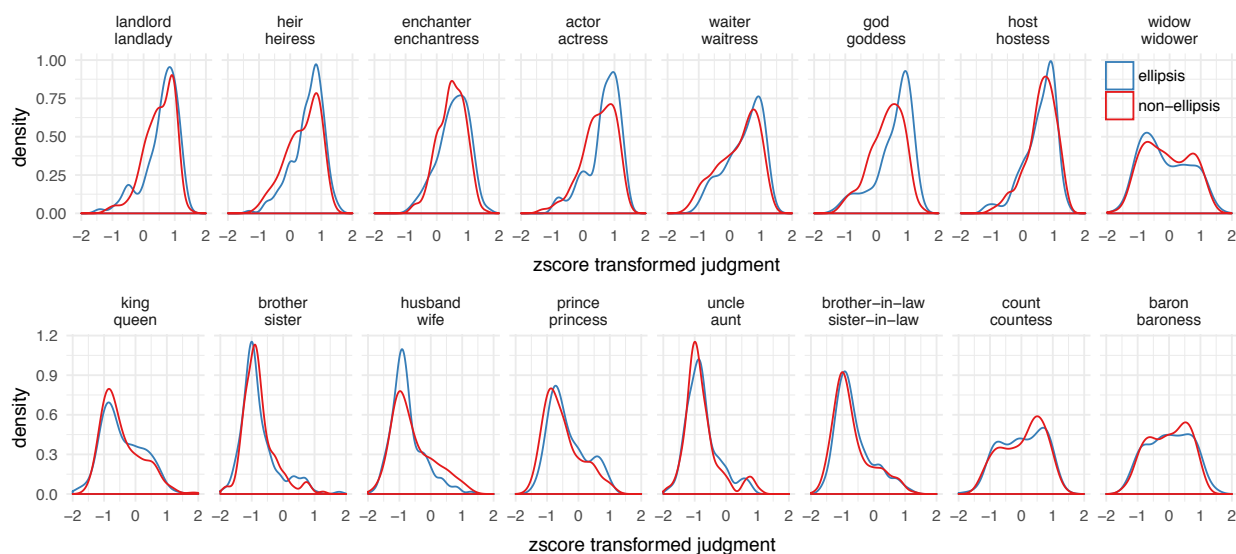 landlord heir enchanter actor waiter god host widow
landlady heiress enchantress actress waitress goddess hostess widower
1.00
0.75
0.50
0.25
0.00
density
ellipsis
non-ellipsis
−2 −1 0 1 2 −2 −1 0 1 2 −2 −1 0 1 2 −2 −1 0 1 2 −2 −1 0 1 2 −2 −1 0 1 2 −2 −1 0 1 2 −2 −1 0 1 2
zscore transformed judgment
king brother husband prince uncle brother-in-law count baron
queen sister wife princess aunt sister-in-law countess baroness
1.2
0.9
0.6
0.3
0.0
density
−2 −1 0 1 2 −2 −1 0 1 2 −2 −1 0 1 2 −2 −1 0 1 2 −2 −1 0 1 2 −2 −1 0 1 2 −2 −1 0 1 2 −2 −1 0 1 2
zscore transformed judgment